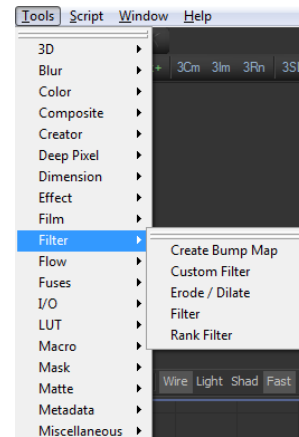 Tools Script Window Help
3D
Blur
Color
Composite
Creator
Deep Pixel
Dimension
Effect
Film
Filter
Flow
Fuses
I/O
LUT
Macro
Mask
Matte
Metadata
Miscellaneous
+ 3Cm 3Im 3Rn
Create Bump Map
Custom Filter
Erode / Dilate
Filter
Rank Filter
Wire Light Shad Fast